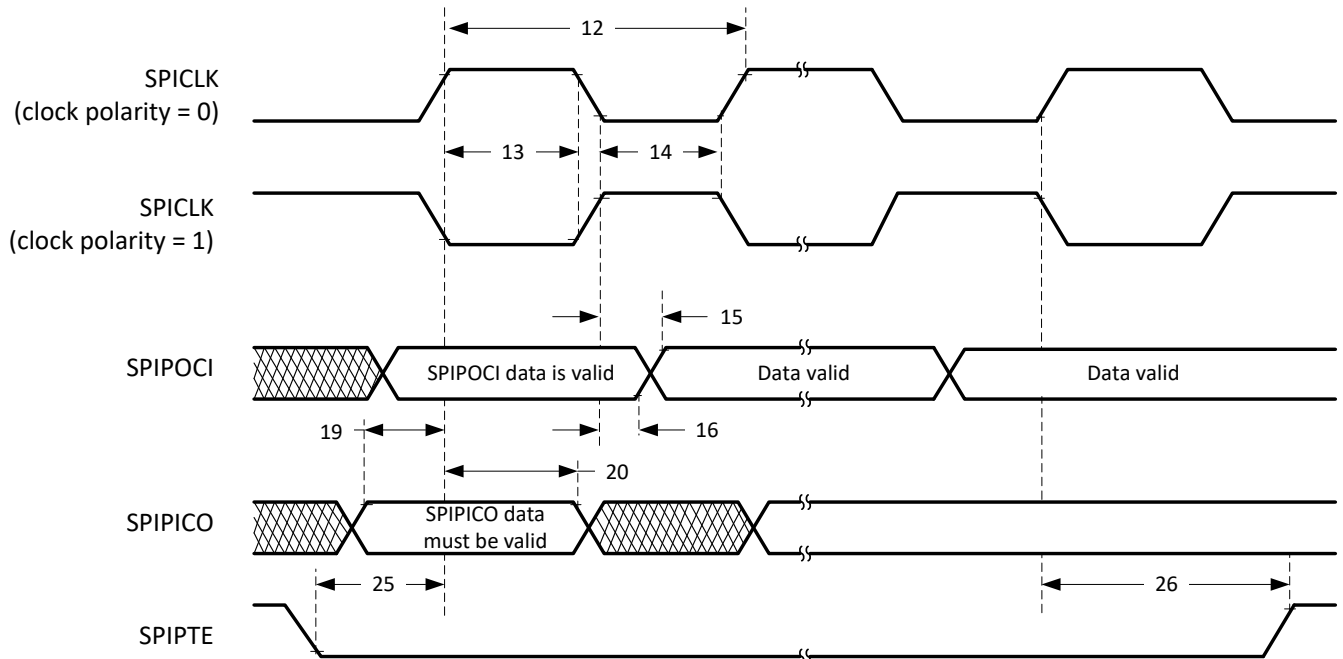 12
SPICLK
(clock polarity = 0)
13
14
SPICLK
(clock polarity = 1)
15
SPIPOCI
SPIPOCI data is valid
Data valid
Data valid
19
16
20
SPIPICO
SPIPICO data
must be valid
25
26
SPIPTE